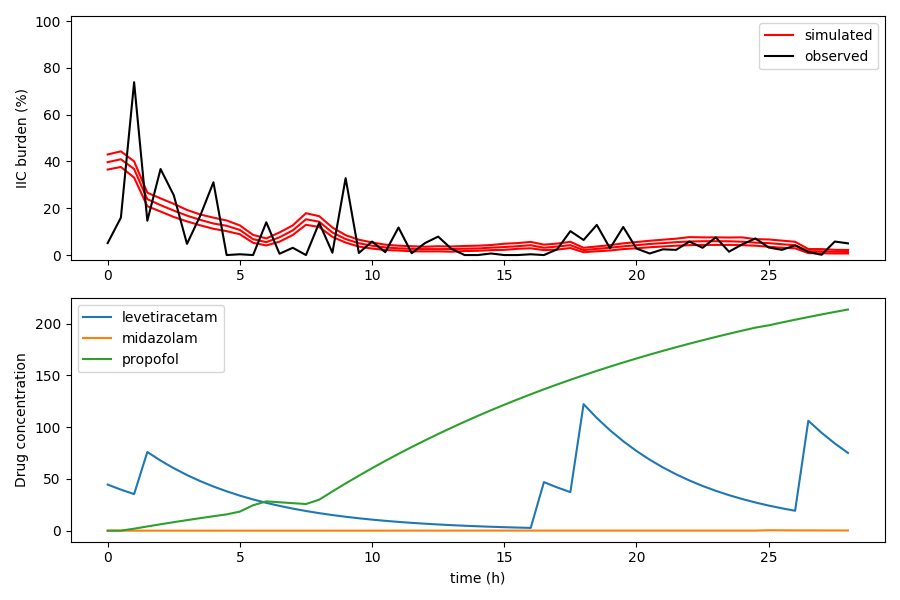 100
80
60
40
20
0
IIC burden (%)
simulated
observed
0 5 10 15 20 25
200
150
100
50
0
Drug concentration
levetiracetam
midazolam
propofol
0 5 10 15 20 25
time (h)